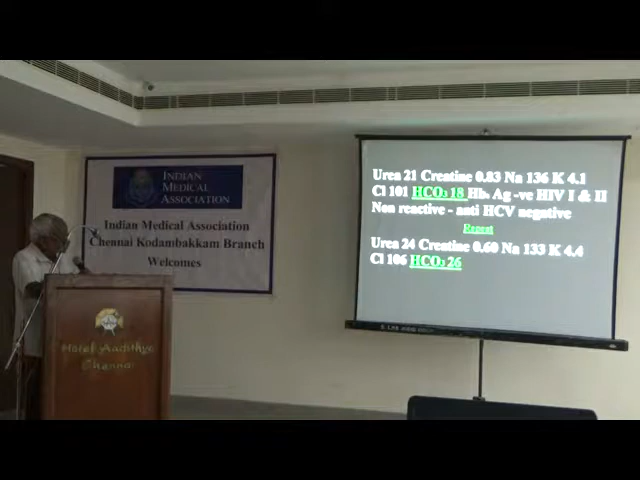 INDIAN
MEDICAL
ASSOCIATION
Indian Medical Association
Chennai Kodambakkam Branch
Welcomes
Hotel Aadithya
Chennai
Urea 21 Creatine 0.83 Na 136 K 4.1
Cl 101 HCO3 18 Hbs Ag -ve HIV I & II
Non reactive - anti HCV negative
Repeat
Urea 24 Creatine 0.60 Na 133 K 4.4
Cl 106 HCO3 26